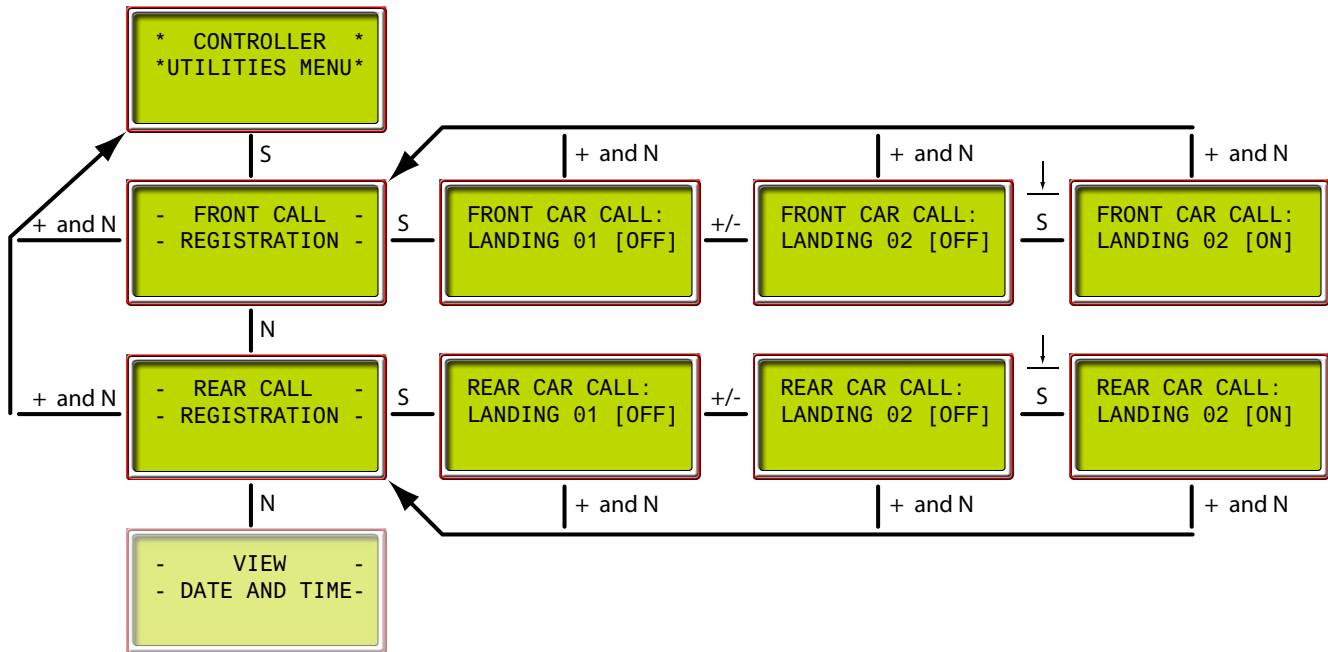 *  CONTROLLER  *
*UTILITIES MENU*
S
+ and N
+ and N
+ and N
+ and N
-  FRONT CALL  -
- REGISTRATION -
S
FRONT CAR CALL:
LANDING 01 [OFF]
+/-
FRONT CAR CALL:
LANDING 02 [OFF]
S
FRONT CAR CALL:
LANDING 02 [ON]
N
+ and N
-  REAR CALL   -
- REGISTRATION -
S
REAR CAR CALL:
LANDING 01 [OFF]
+/-
REAR CAR CALL:
LANDING 02 [OFF]
S
REAR CAR CALL:
LANDING 02 [ON]
N
+ and N
+ and N
+ and N
-     VIEW     -
- DATE AND TIME-